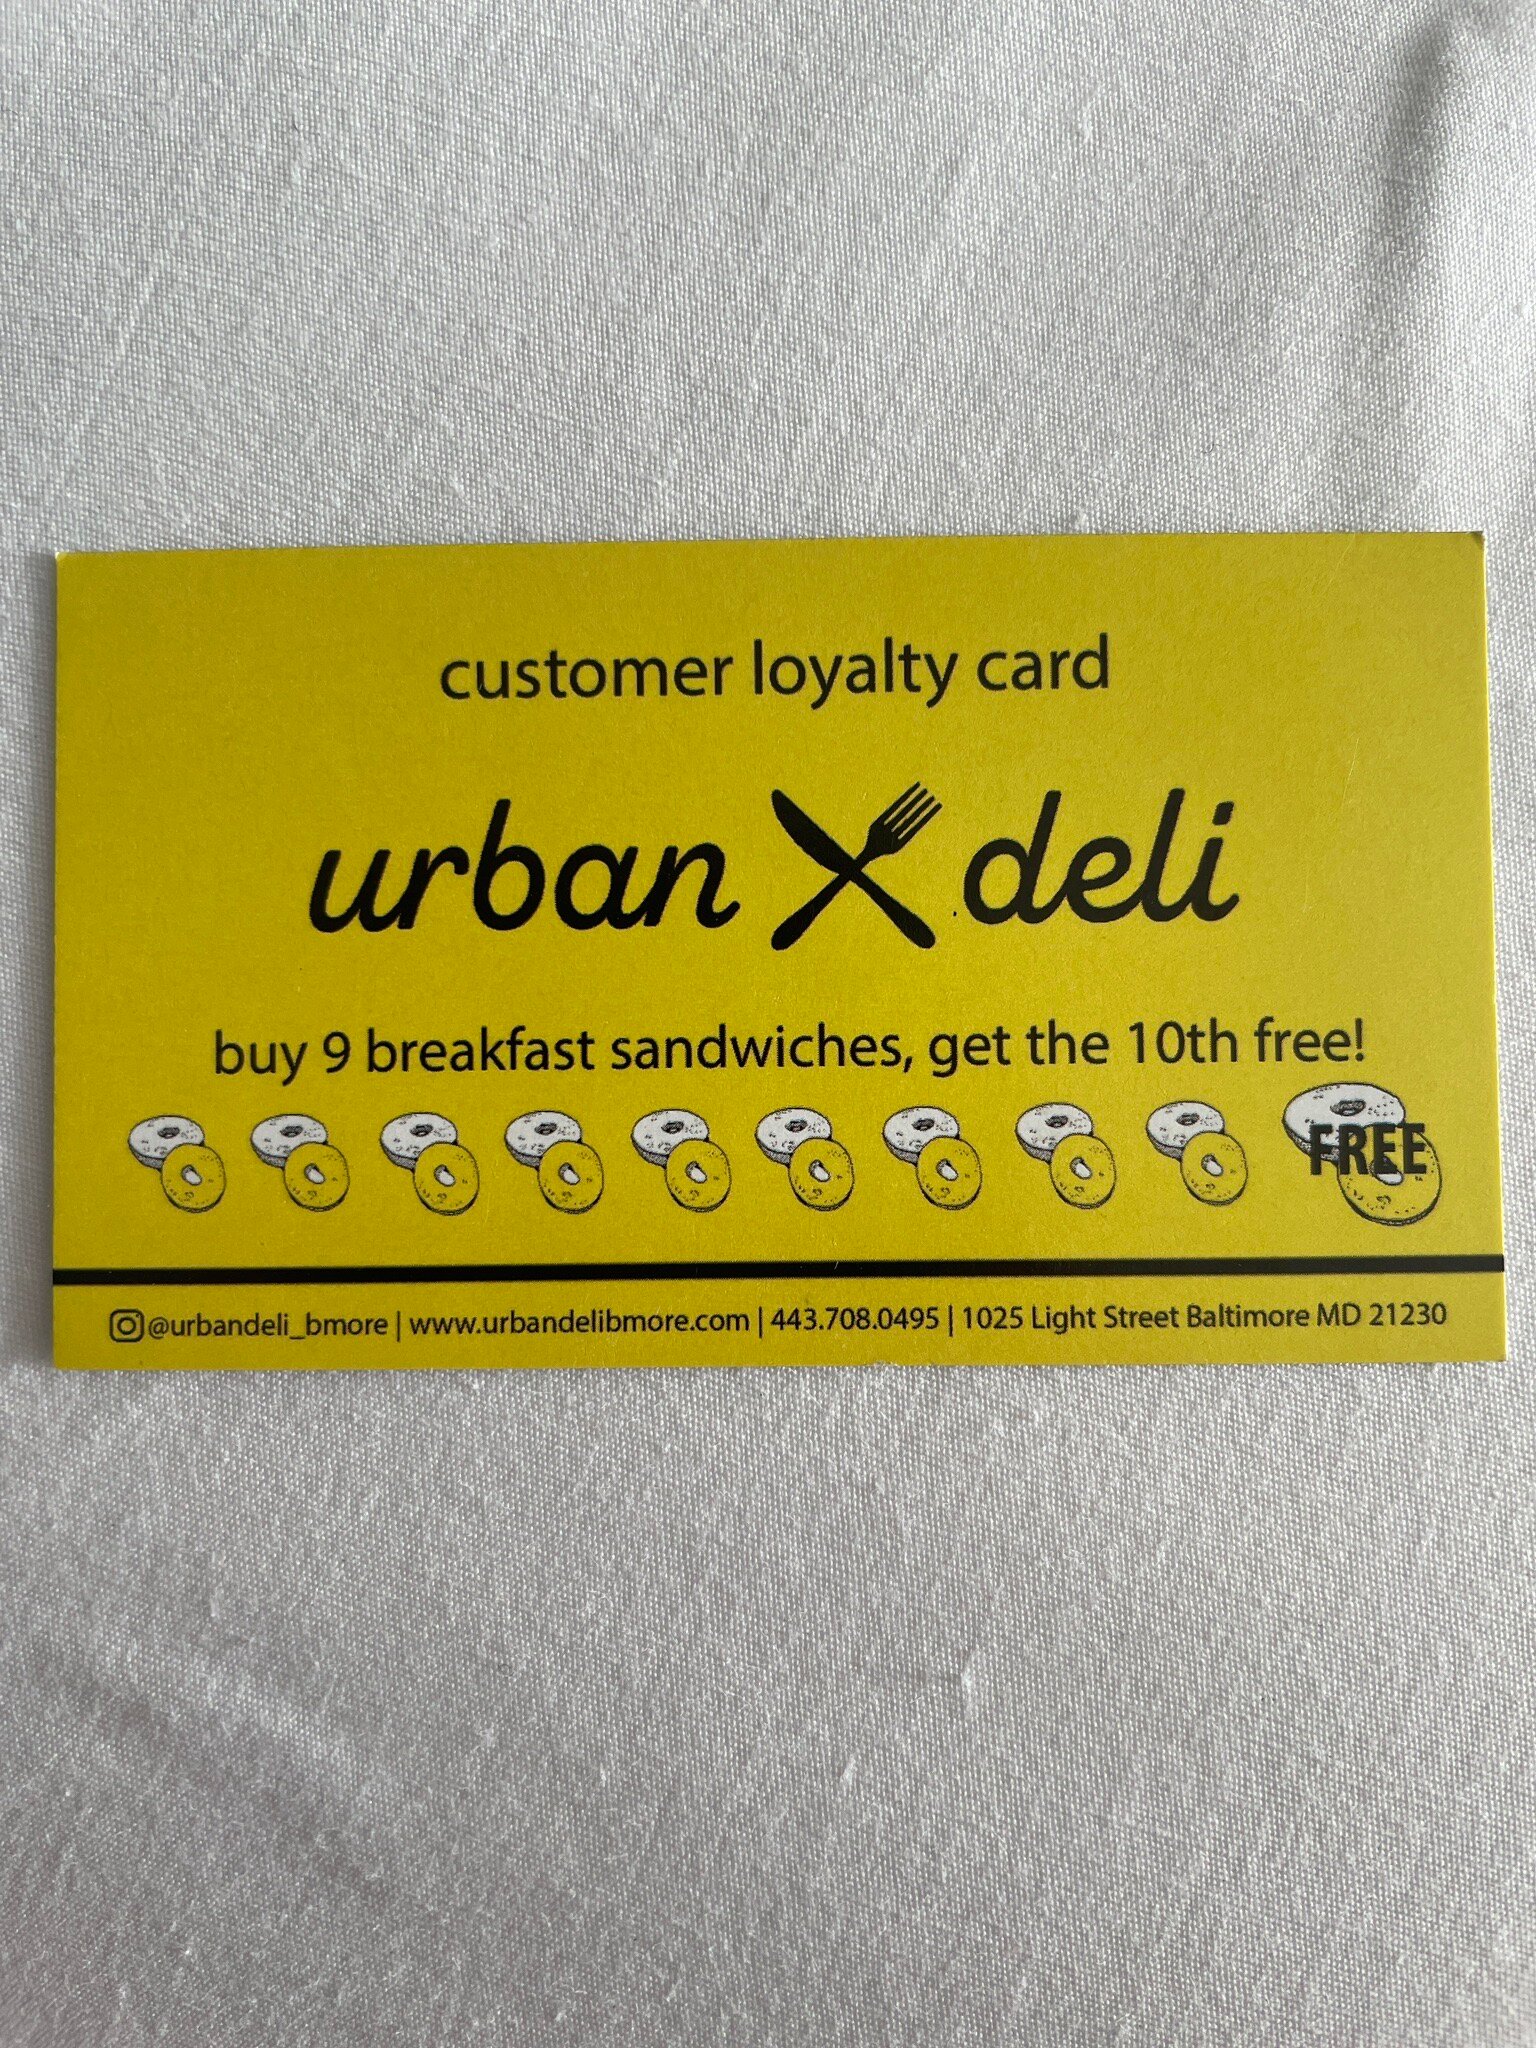 customer loyalty card
urban deli
buy 9 breakfast sandwiches, get the 10th free!
FREE
@urbandeli_bmore | www.urbandelibmore.com | 443.708.0495 | 1025 Light Street Baltimore MD 21230